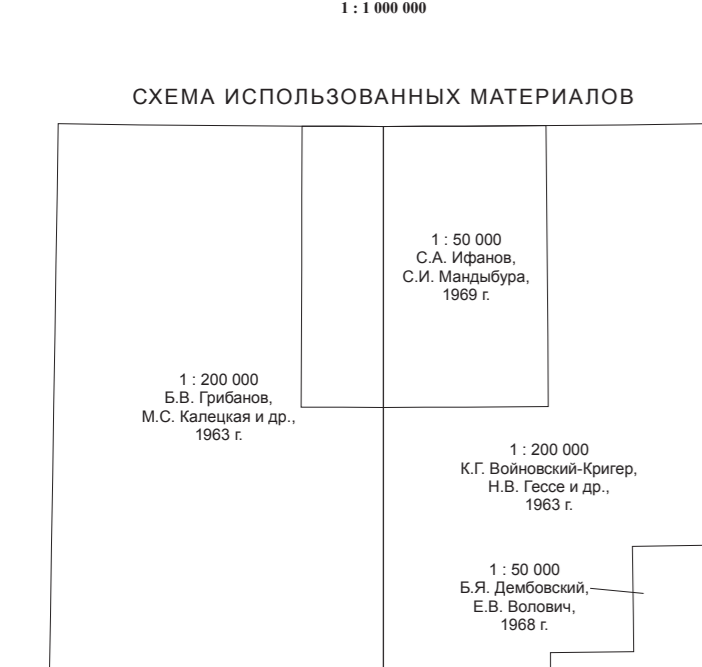 1 : 1 000 000
СХЕМА ИСПОЛЬЗОВАННЫХ МАТЕРИАЛОВ
1 : 50 000
С.А. Ифанов,
С.И. Мандыбура,
1969 г.
1 : 200 000
Б.В. Грибанов,
М.С. Калецкая и др.,
1963 г.
1 : 200 000
К.Г. Войновский-Кригер,
Н.В. Гессе и др.,
1963 г.
1 : 50 000
Б.Я. Дембовский,
Е.В. Волович,
1968 г.